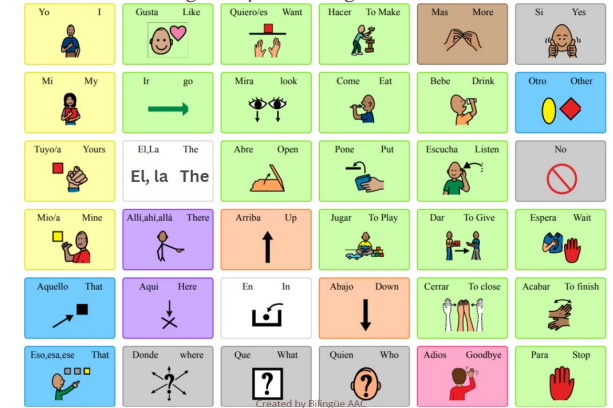 Yo I
Gusta Like
Quiero/es Want
Hacer To Make
Mas More
Si Yes
Mi My
Ir go
Mira look
Come Eat
Bebe Drink
Otro Other
Tuyo/a Yours
El,La The
El, la The
Abre Open
Pone Put
Escucha Listen
No
Mio/a Mine
Alli,ahi,allá There
Arriba Up
Jugar To Play
Dar To Give
Espera Wait
Aquello That
Aqui Here
En In
Abajo Down
Cerrar To close
Acabar To finish
Eso,esa,ese That
Donde where
Que What
Quien Who
Adios Goodbye
Para Stop
Created by Bilingüe AAC